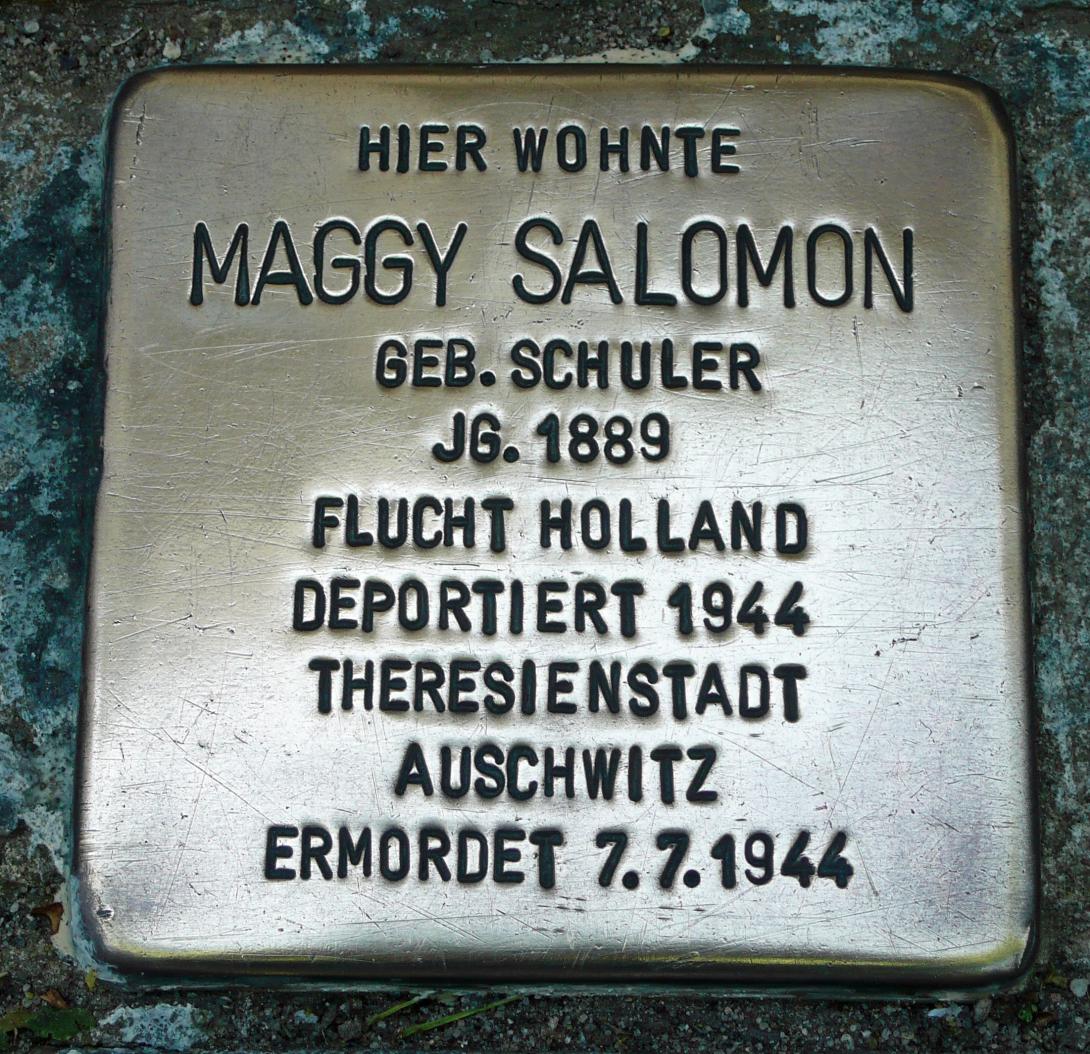 HIER WOHNTE
MAGGY SALOMON
GEB. SCHULER
JG. 1889
FLUCHT HOLLAND
DEPORTIERT 1944
THERESIENSTADT
AUSCHWITZ
ERMORDET 7.7.1944